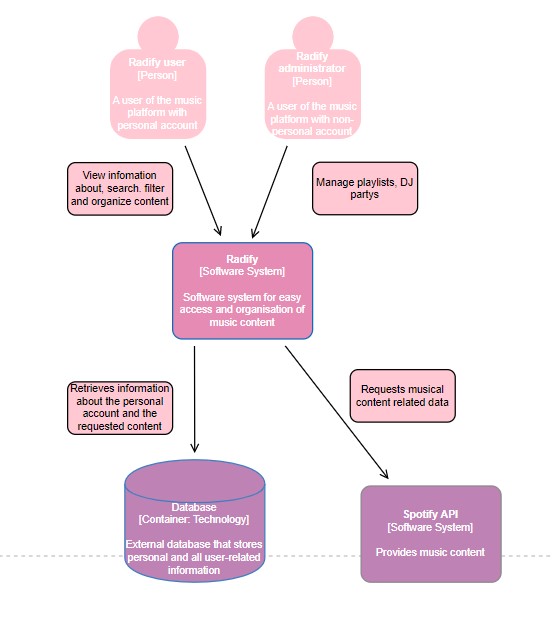 Radify user
[Person]
A user of the music
platform with
personal account
Radify
administrator
[Person]
A user of the music
platform with non-
personal account
View infomation
about, search. filter
and organize content
Manage playlists, DJ
partys
Radify
[Software System]
Software system for easy
access and organisation of
music content
Retrieves information
about the personal
account and the
requested content
Requests musical
content related data
Database
[Container: Technology]
External database that stores
personal and all user-related
information
Spotify API
[Software System]
Provides music content